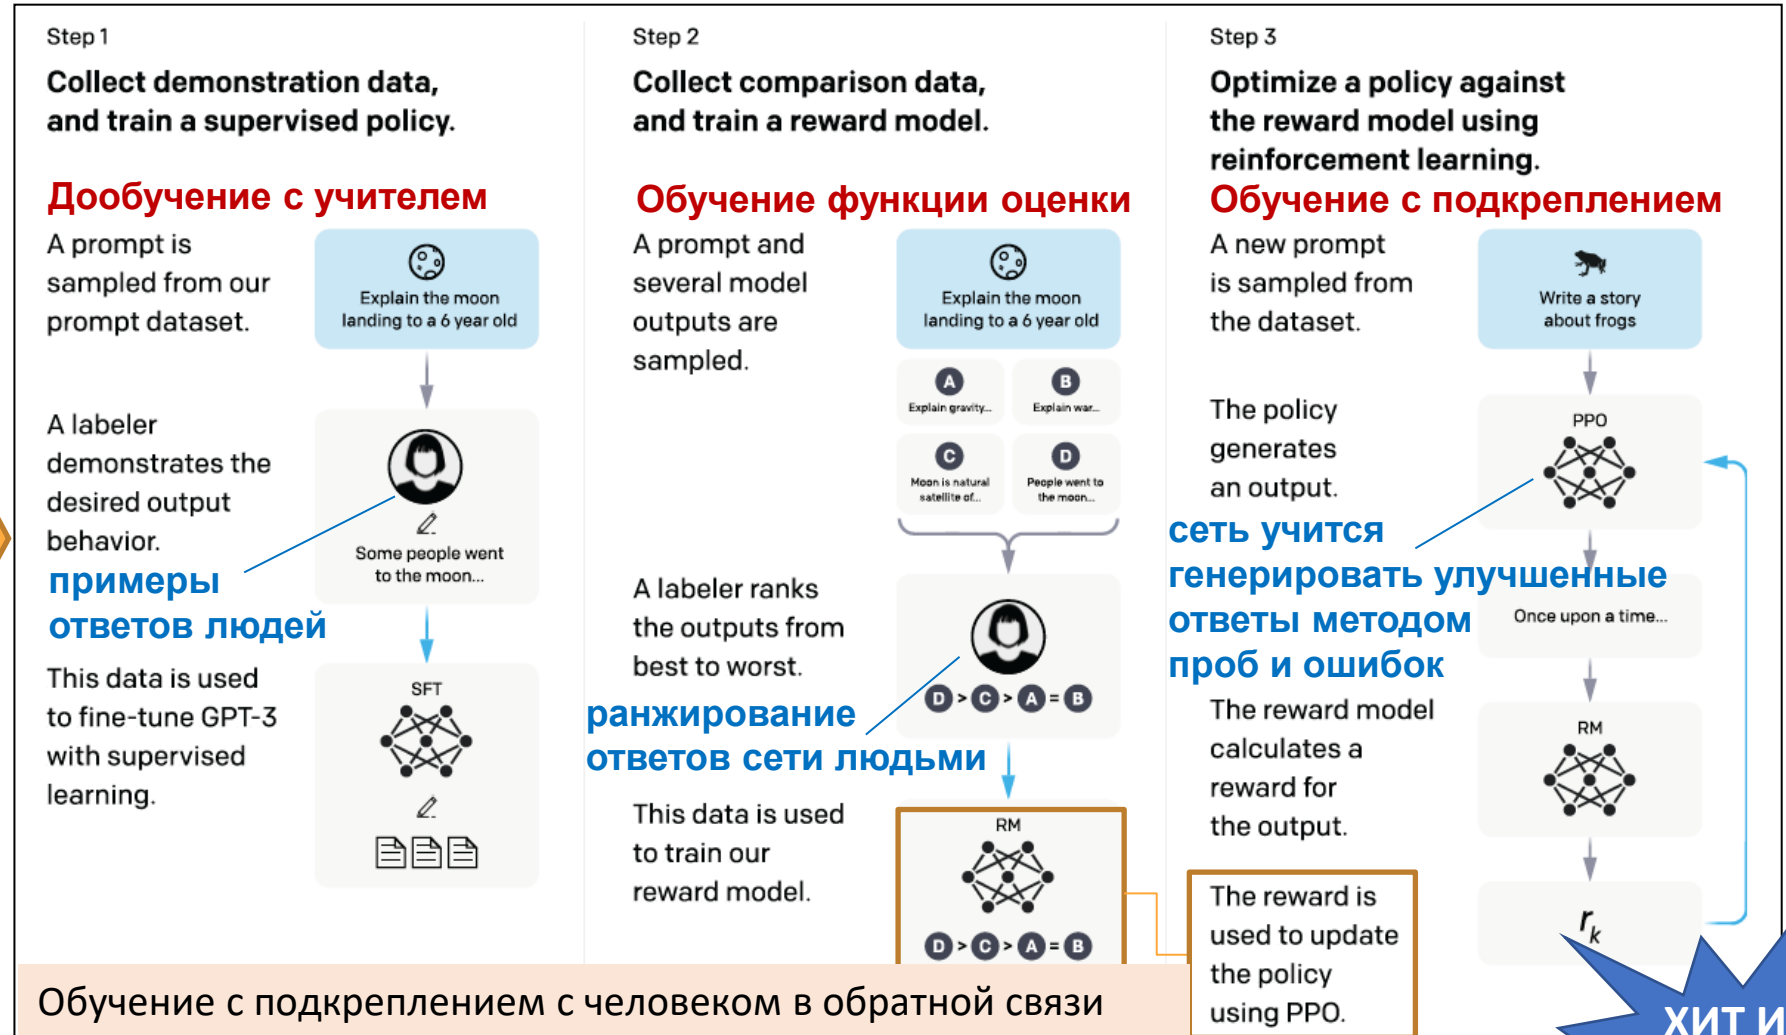 Step 1
Collect demonstration data,
and train a supervised policy.
Дообучение с учителем
A prompt is
sampled from our
prompt dataset.
Explain the moon
landing to a 6 year old
A labeler
demonstrates the
desired output
behavior.
Some people went
to the moon...
примеры
ответов людей
This data is used
to fine-tune GPT-3
with supervised
learning.
SFT
Step 2
Collect comparison data,
and train a reward model.
Обучение функции оценки
A prompt and
several model
outputs are
sampled.
Explain the moon
landing to a 6 year old
A
Explain gravity...
B
Explain war...
C
Moon is natural
satellite of...
D
People went to
the moon...
A labeler ranks
the outputs from
best to worst.
D > C > A = B
ранжирование
ответов сети людьми
This data is used
to train our
reward model.
RM
D > C > A = B
Step 3
Optimize a policy against
the reward model using
reinforcement learning.
Обучение с подкреплением
A new prompt
is sampled from
the dataset.
Write a story
about frogs
The policy
generates
an output.
PPO
сеть учится
генерировать улучшенные
ответы методом
проб и ошибок
Once upon a time...
The reward model
calculates a
reward for
the output.
RM
The reward is
used to update
the policy
using PPO.
rk
Обучение с подкреплением с человеком в обратной связи
ХИТ И